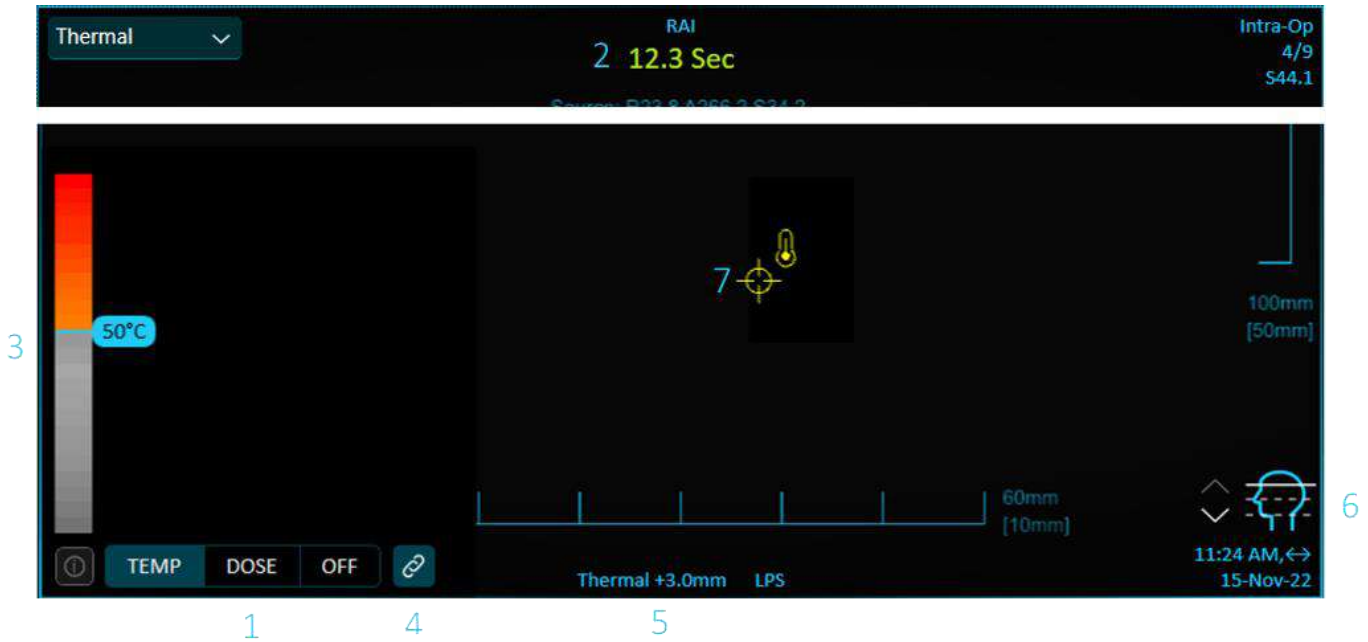 Thermal
RAI
2 12.3 Sec
Intra-Op
4/9
S44.1
50°C
3
7
100mm
[50mm]
60mm
[10mm]
6
TEMP DOSE OFF
Thermal +3.0mm LPS
11:24 AM,↔
15-Nov-22
1 4 5